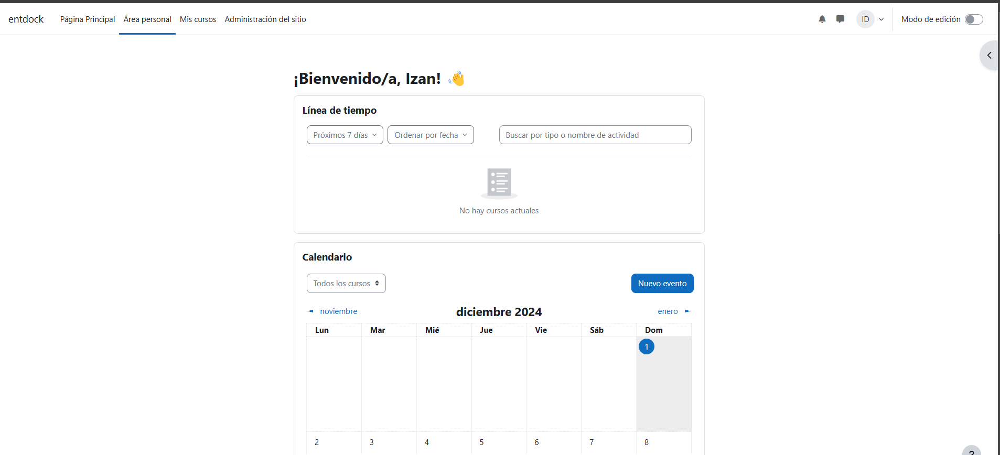 entdock Página Principal Área personal Mis cursos Administración del sitio ID Modo de edición
¡Bienvenido/a, Izan! 👋
Línea de tiempo
Próximos 7 días Ordenar por fecha Buscar por tipo o nombre de actividad
No hay cursos actuales
Calendario
Todos los cursos Nuevo evento
◄ noviembre diciembre 2024 enero ►
Lun Mar Mié Jue Vie Sáb Dom
1
2 3 4 5 6 7 8
?